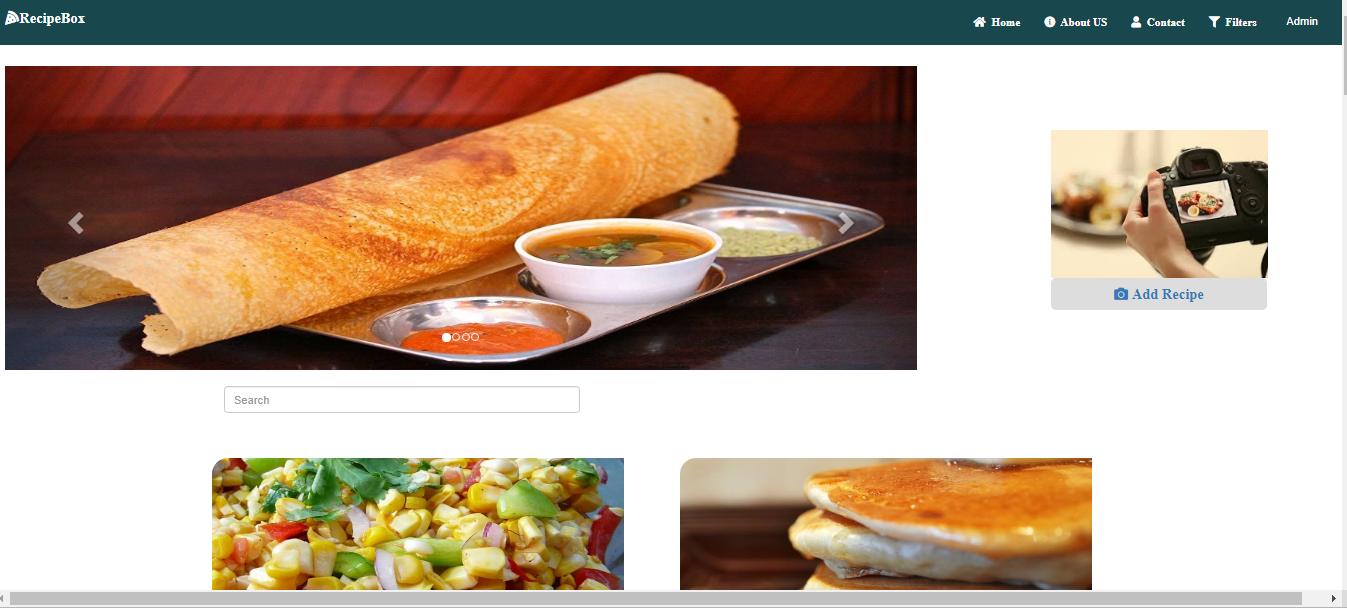 RecipeBox
Home About US Contact Filters Admin
Add Recipe
Search